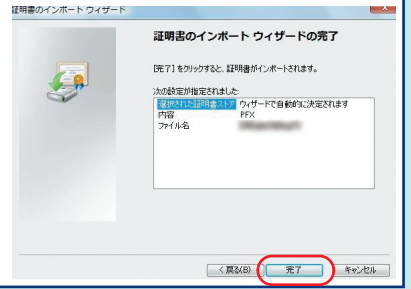 証明書のインポート ウィザード
証明書のインポート ウィザードの完了
[完了] をクリックすると、証明書がインポートされます。
次の設定が指定されました:
選択された証明書ストア ウィザードで自動的に決定されます
内容 PFX
ファイル名
< 戻る(B) 完了 キャンセル